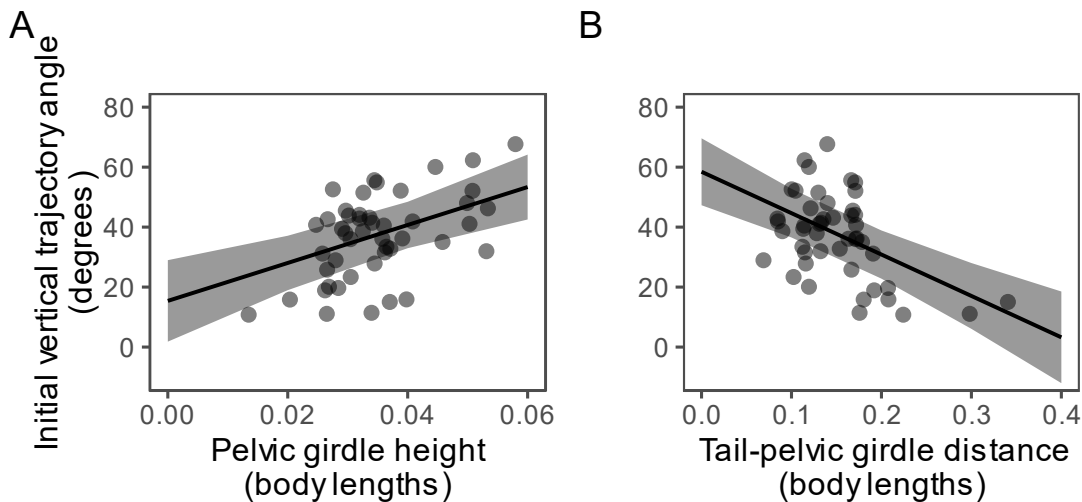 A
B
Initial vertical trajectory angle
(degrees)
80
60
40
20
0
0.00
0.02
0.04
0.06
Pelvic girdle height
(body lengths)
80
60
40
20
0
0.0
0.1
0.2
0.3
0.4
Tail-pelvic girdle distance
(body lengths)